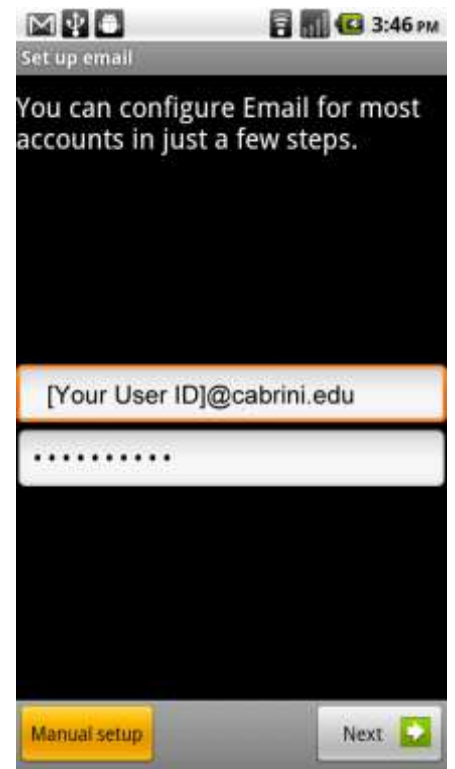 3:46 PM
Set up email
You can configure Email for most
accounts in just a few steps.
[Your User ID]@cabrini.edu
••••••••••
Manual setup
Next